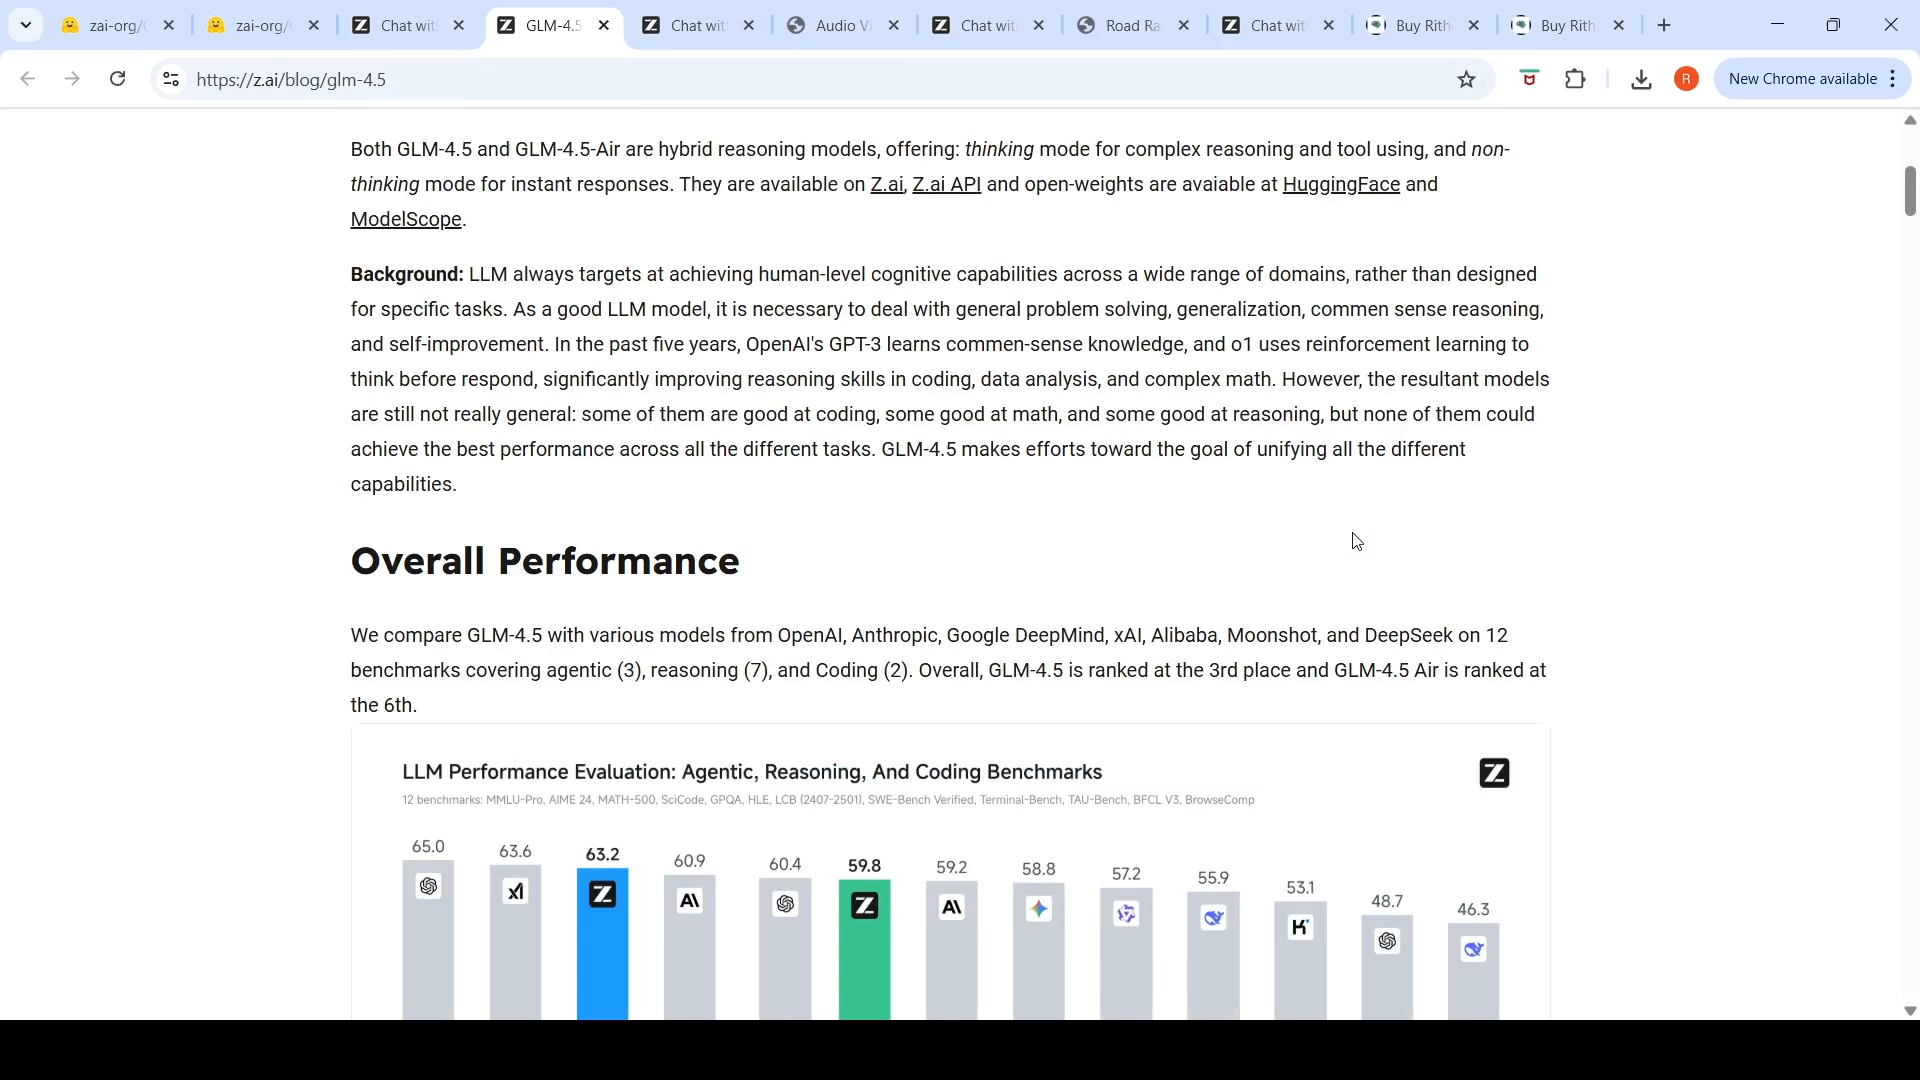 zai-org/
zai-org/
Chat wit
GLM-4.5
Chat wit
Audio Vi
Chat wit
Road Ra
Chat wit
Buy Rith
Buy Rith
https://z.ai/blog/glm-4.5
R
New Chrome available
Both GLM-4.5 and GLM-4.5-Air are hybrid reasoning models, offering: thinking mode for complex reasoning and tool using, and non-
thinking mode for instant responses. They are available on Z.ai, Z.ai API and open-weights are avaiable at HuggingFace and
ModelScope.
Background: LLM always targets at achieving human-level cognitive capabilities across a wide range of domains, rather than designed
for specific tasks. As a good LLM model, it is necessary to deal with general problem solving, generalization, commen sense reasoning,
and self-improvement. In the past five years, OpenAI's GPT-3 learns commen-sense knowledge, and o1 uses reinforcement learning to
think before respond, significantly improving reasoning skills in coding, data analysis, and complex math. However, the resultant models
are still not really general: some of them are good at coding, some good at math, and some good at reasoning, but none of them could
achieve the best performance across all the different tasks. GLM-4.5 makes efforts toward the goal of unifying all the different
capabilities.
Overall Performance
We compare GLM-4.5 with various models from OpenAI, Anthropic, Google DeepMind, xAI, Alibaba, Moonshot, and DeepSeek on 12
benchmarks covering agentic (3), reasoning (7), and Coding (2). Overall, GLM-4.5 is ranked at the 3rd place and GLM-4.5 Air is ranked at
the 6th.
LLM Performance Evaluation: Agentic, Reasoning, And Coding Benchmarks
12 benchmarks: MMLU-Pro, AIME 24, MATH-500, SciCode, GPQA, HLE, LCB (2407-2501), SWE-Bench Verified, Terminal-Bench, TAU-Bench, BFCL V3, BrowseComp
65.0 63.6 63.2 60.9 60.4 59.8 59.2 58.8 57.2 55.9 53.1 48.7 46.3